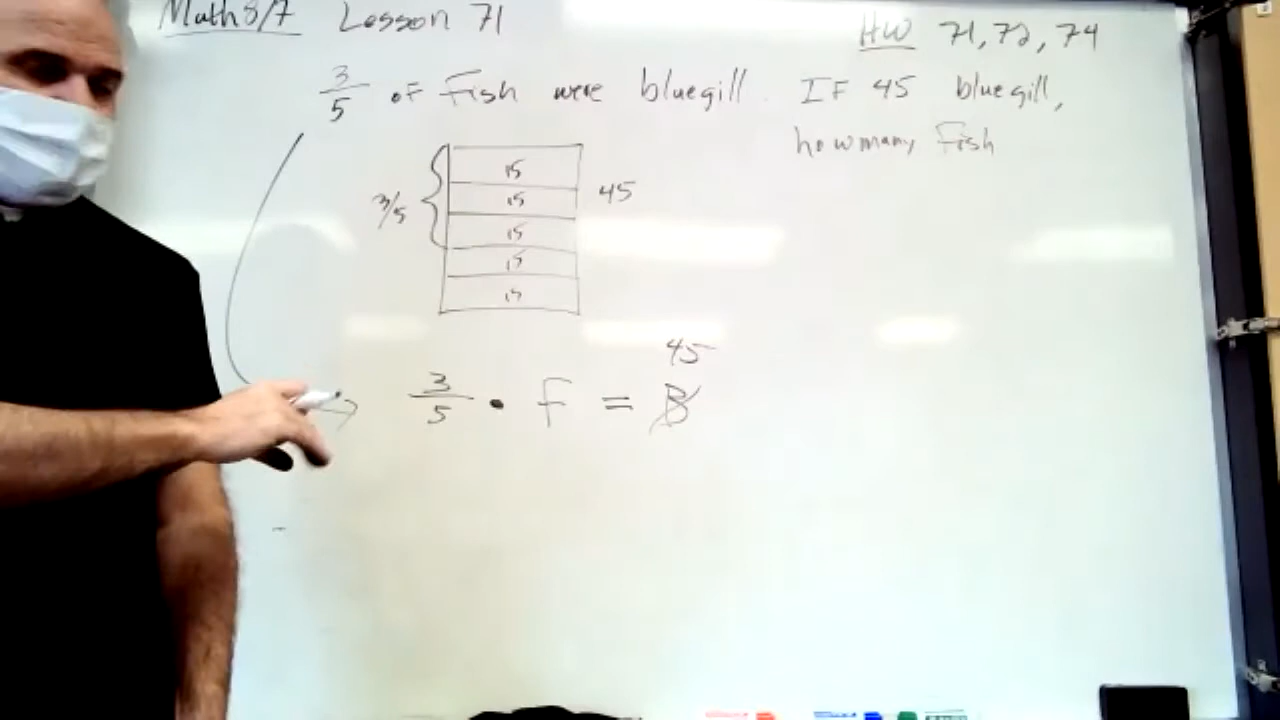 Math 8/7 Lesson 71
HW 71, 72, 74
3/5 of Fish were bluegill. IF 45 bluegill,
how many Fish
15
3/5 15 45
15
15
15
45
3/5 • F = B